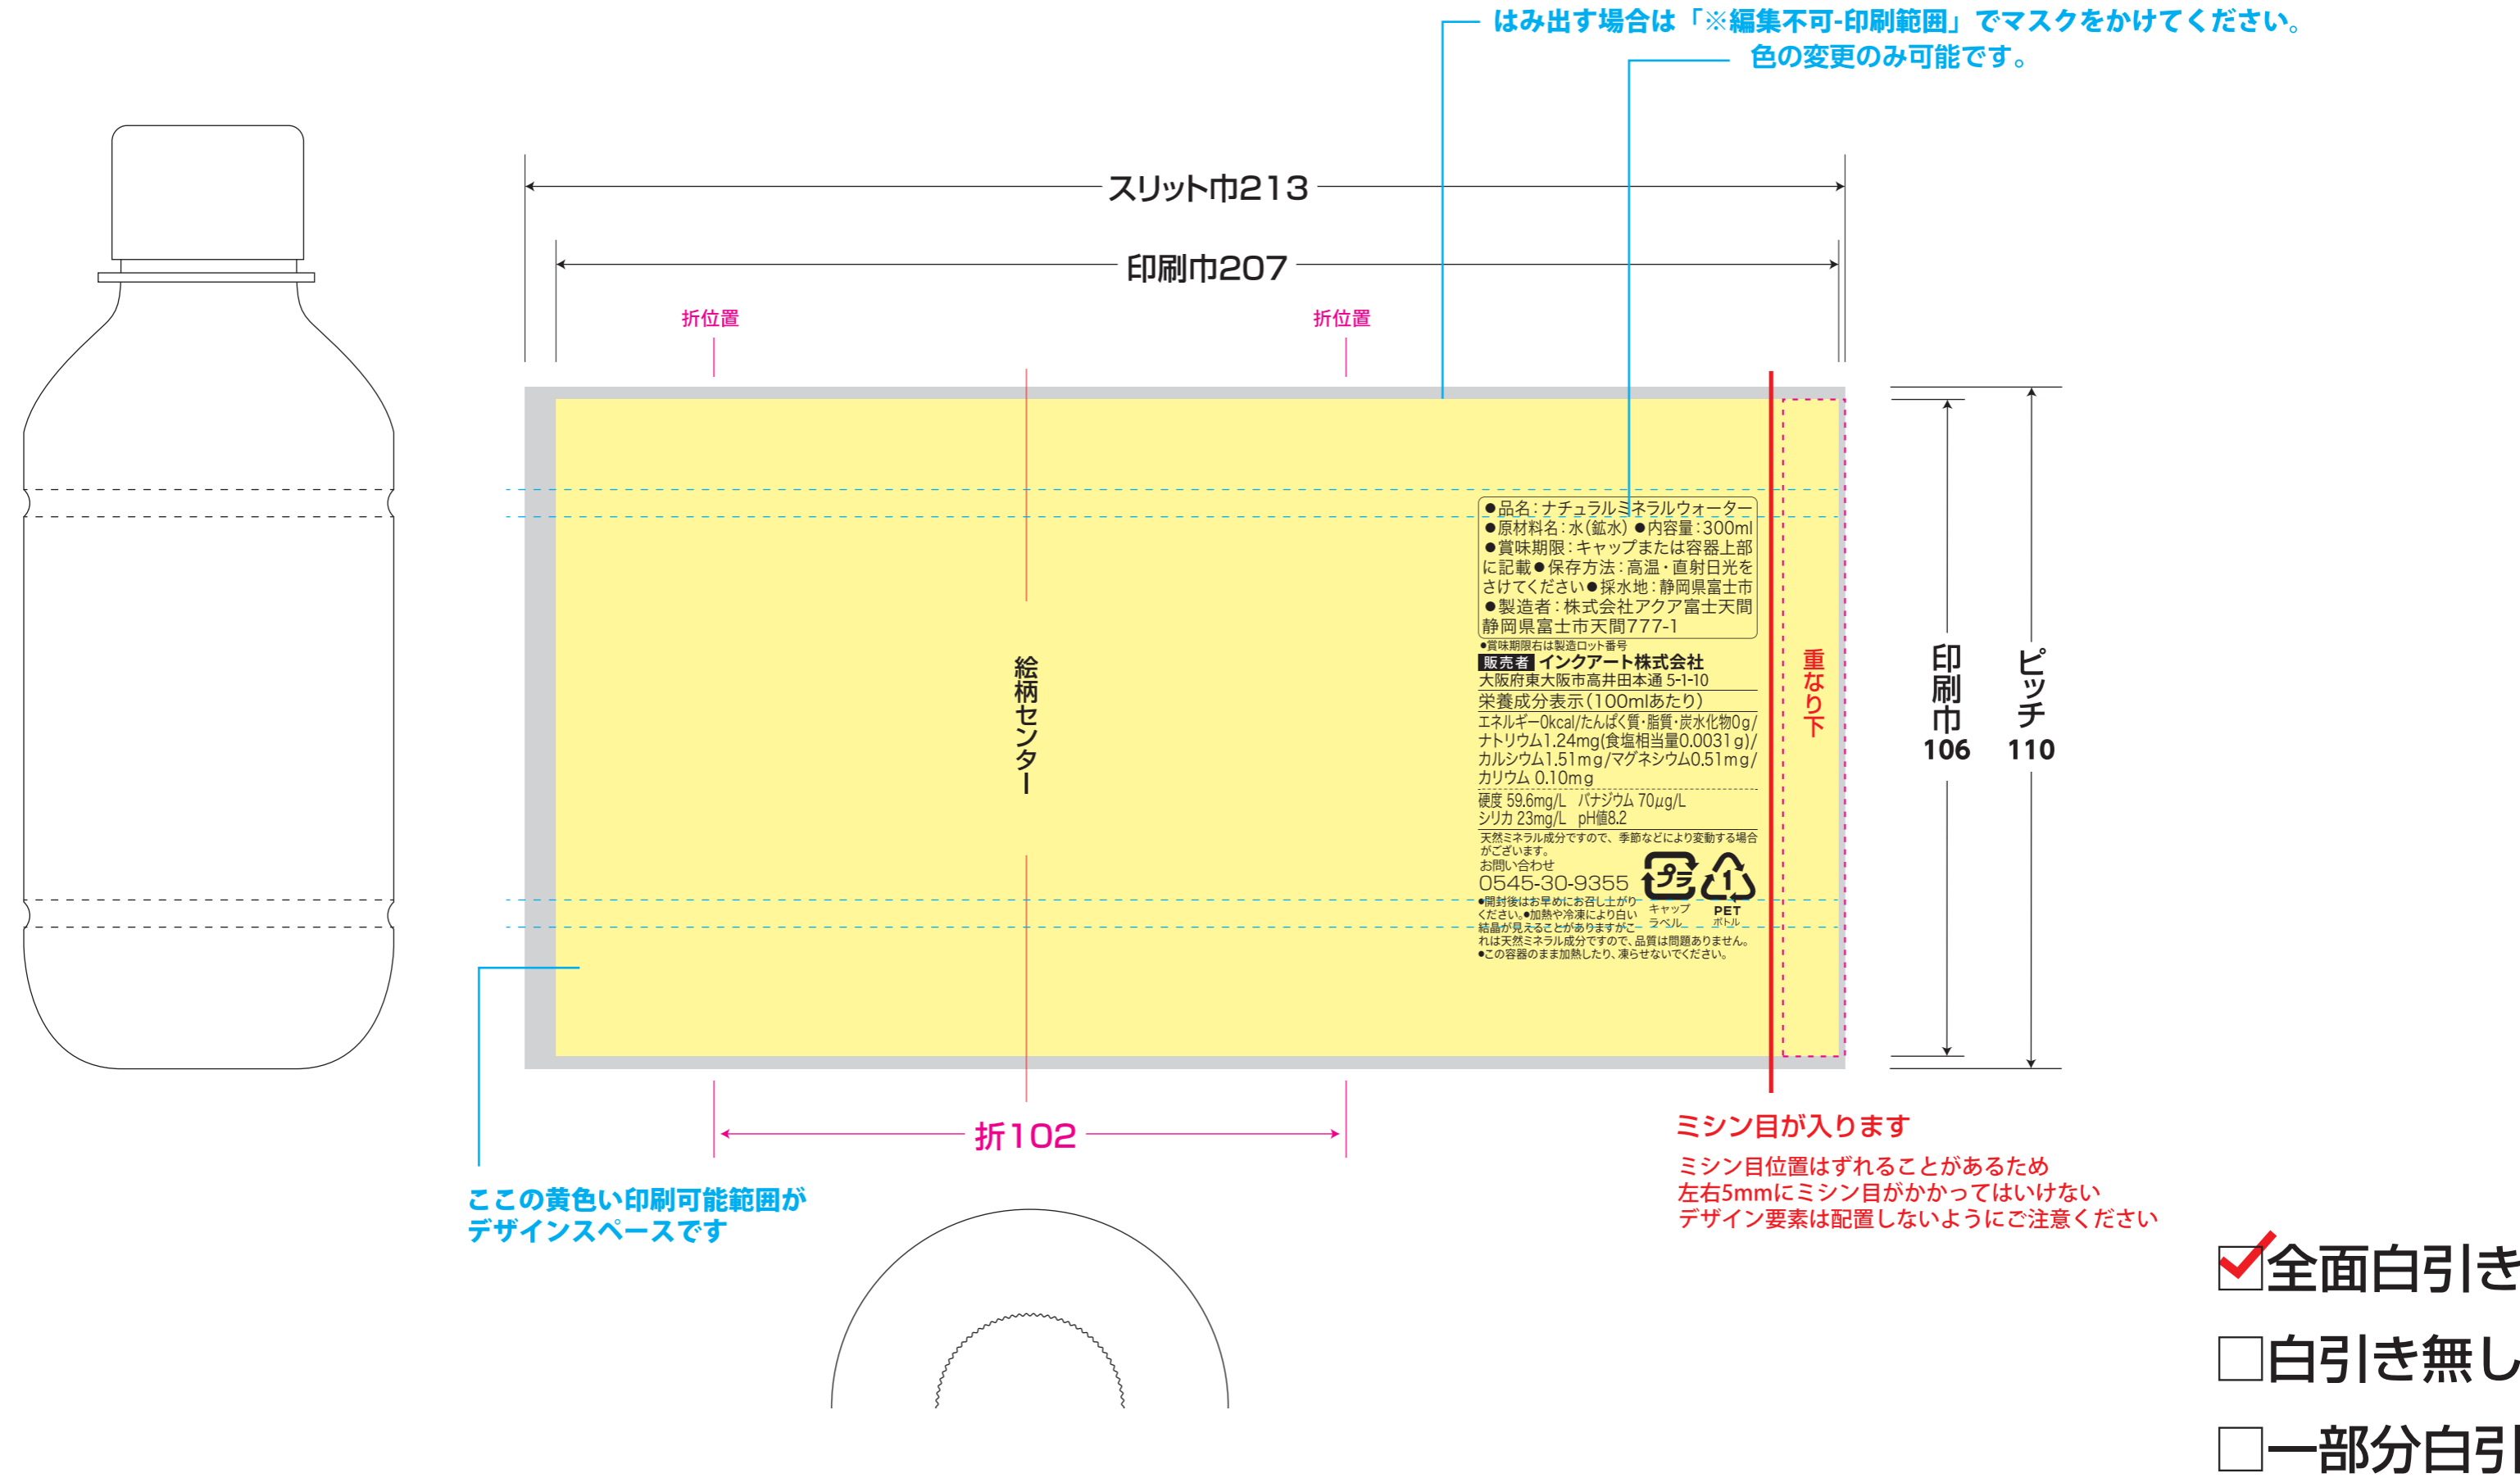 はみ出す場合は「※編集不可-印刷範囲」でマスクをかけてください。
色の変更のみ可能です。
スリット巾213
印刷巾207
折位置
折位置
●品名：ナチュラルミネラルウォーター
●原材料名：水（鉱水）●内容量：300ml
●賞味期限：キャップまたは容器上部
に記載●保存方法：高温・直射日光を
さけてください●採水地：静岡県富士市
●製造者：株式会社アクア富士天間
静岡県富士市天間777-1
●賞味期限右は製造ロット番号
販売者 インクアート株式会社
大阪府東大阪市高井田本通 5-1-10
栄養成分表示（100mlあたり）
エネルギー0kcal/たんぱく質・脂質・炭水化物0g/
ナトリウム1.24mg(食塩相当量0.0031g)/
カルシウム1.51mg/マグネシウム0.51mg/
カリウム 0.10mg
硬度 59.6mg/L バナジウム 70μg/L
シリカ 23mg/L pH値8.2
天然ミネラル成分ですので、季節などにより変動する場合
がございます。
お問い合わせ
0545-30-9355
プラ
1
キャップ
ラベル
PET
ボトル
●開封後はお早めにお召し上がり
ください。●加熱や冷凍により白い
結晶が見えることがありますがこ
れは天然ミネラル成分ですので、品質は問題ありません。
●この容器のまま加熱したり、凍らせないでください。
絵柄センター
重なり下
印刷巾
106
ピッチ
110
折102
ミシン目が入ります
ミシン目位置はずれることがあるため
左右5mmにミシン目がかかってはいけない
デザイン要素は配置しないようにご注意ください
ここの黄色い印刷可能範囲が
デザインスペースです
全面白引き
白引き無し
一部分白引